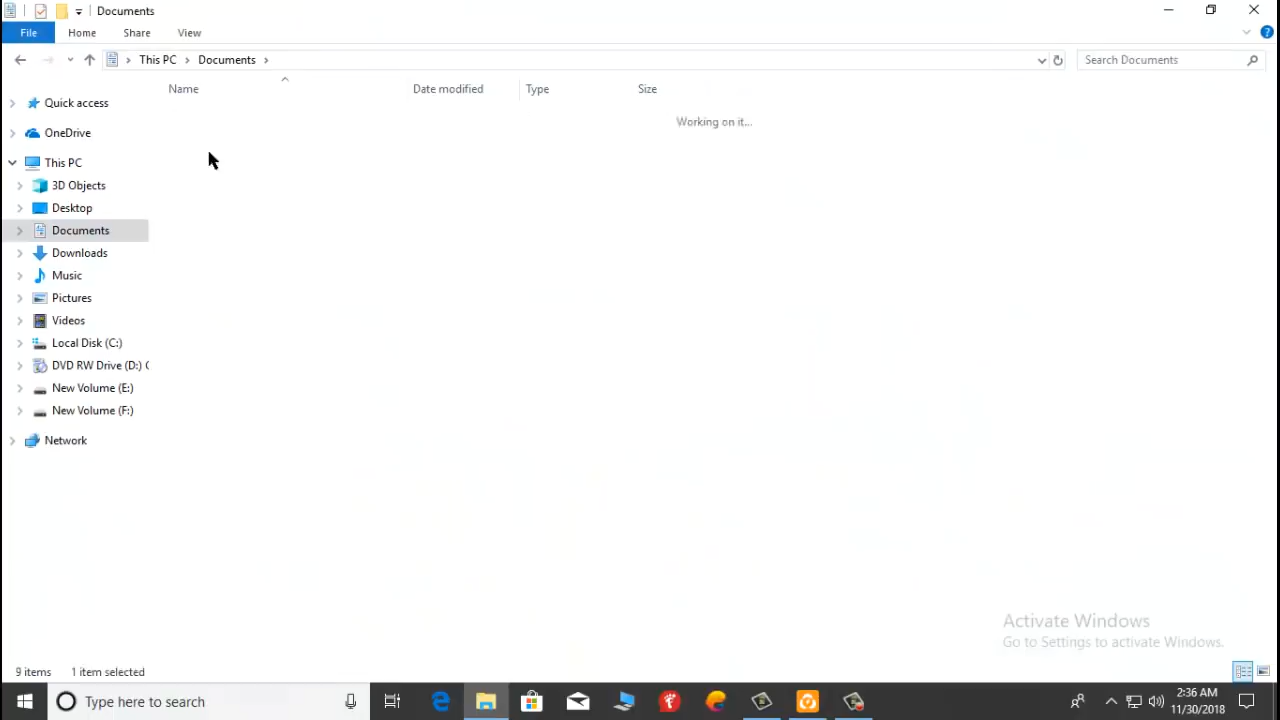 Documents
File Home Share View
This PC Documents
Search Documents
Name Date modified Type Size
Working on it...
Quick access
OneDrive
This PC
3D Objects
Desktop
Documents
Downloads
Music
Pictures
Videos
Local Disk (C:)
DVD RW Drive (D:)
New Volume (E:)
New Volume (F:)
Network
Activate Windows
Go to Settings to activate Windows.
9 items 1 item selected
Type here to search
2:36 AM
11/30/2018